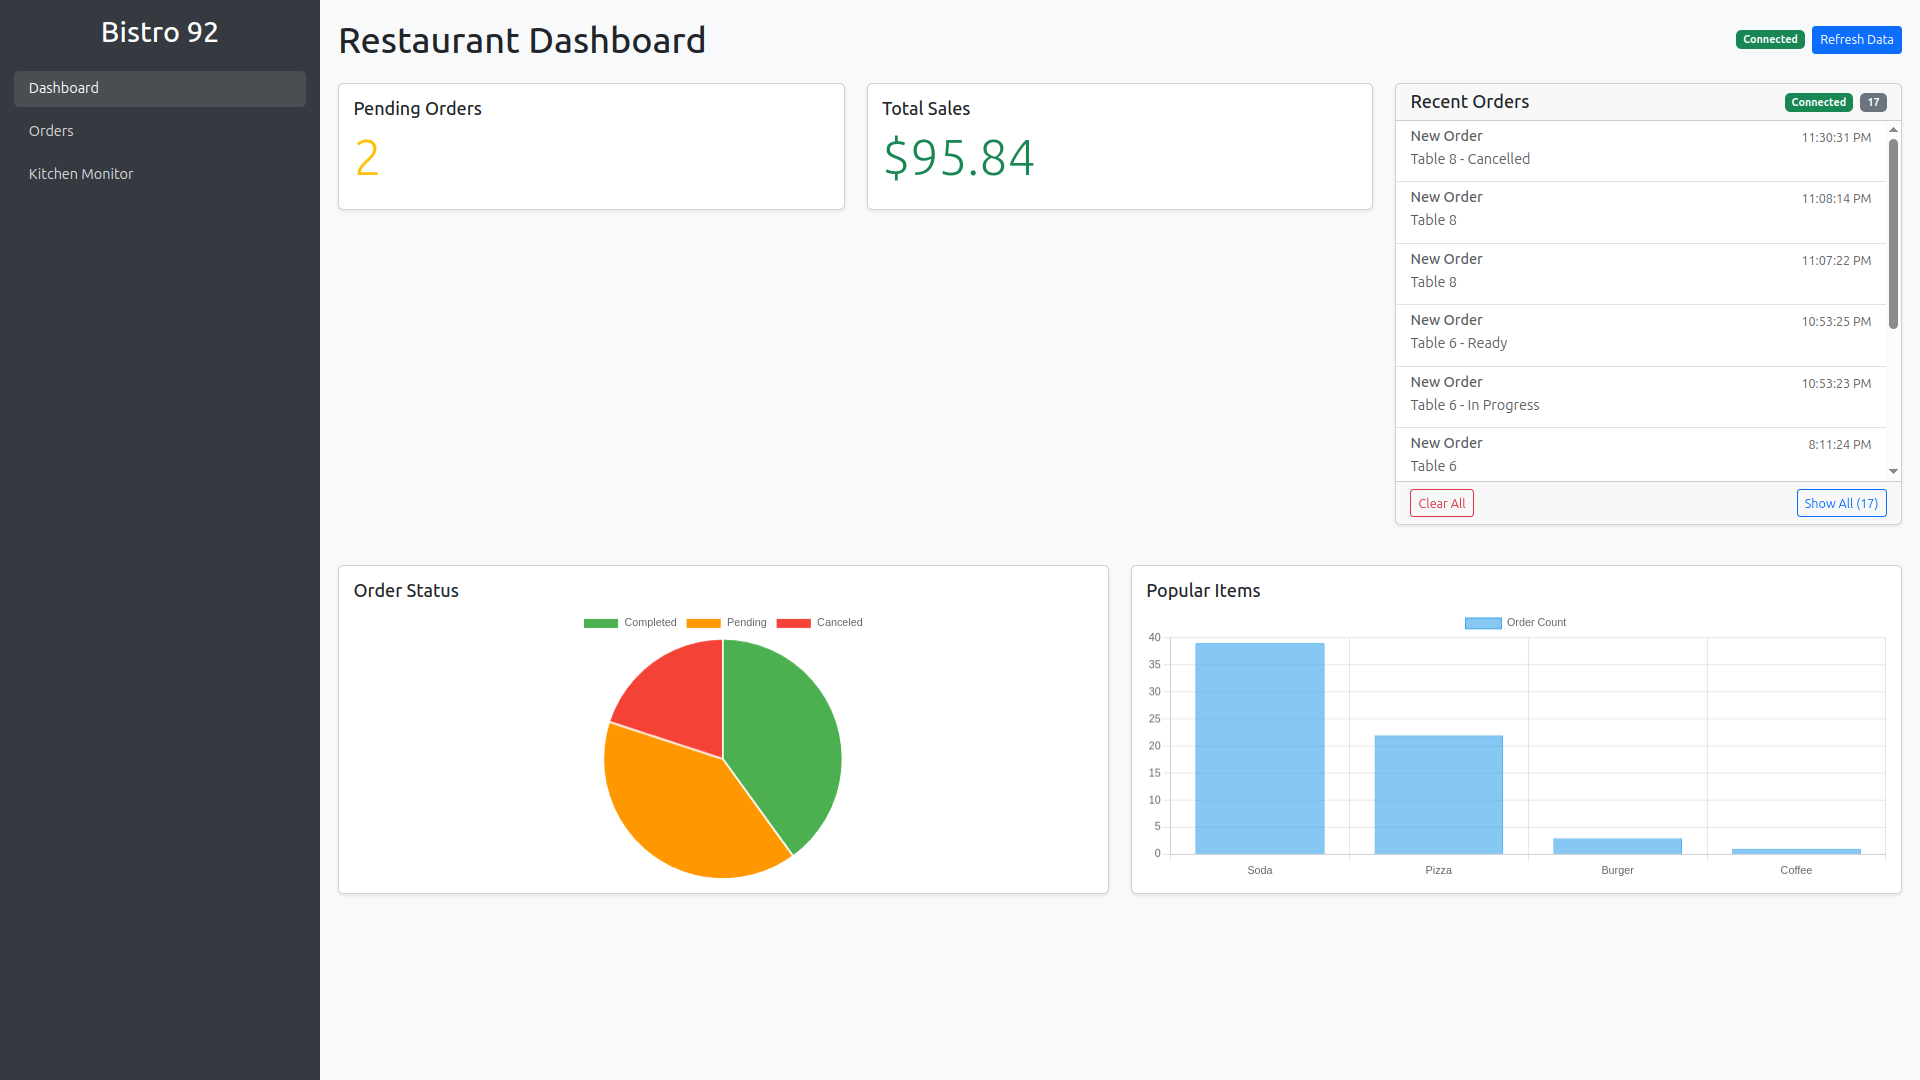 Bistro 92
Dashboard
Orders
Kitchen Monitor
Restaurant Dashboard
Connected
Refresh Data
Pending Orders
2
Total Sales
$95.84
Recent Orders
Connected
17
New Order
11:30:31 PM
Table 8 - Cancelled
New Order
11:08:14 PM
Table 8
New Order
11:07:22 PM
Table 8
New Order
10:53:25 PM
Table 6 - Ready
New Order
10:53:23 PM
Table 6 - In Progress
New Order
8:11:24 PM
Table 6
Clear All
Show All (17)
Order Status
Completed
Pending
Canceled
Popular Items
Order Count
40
35
30
25
20
15
10
5
0
Soda
Pizza
Burger
Coffee